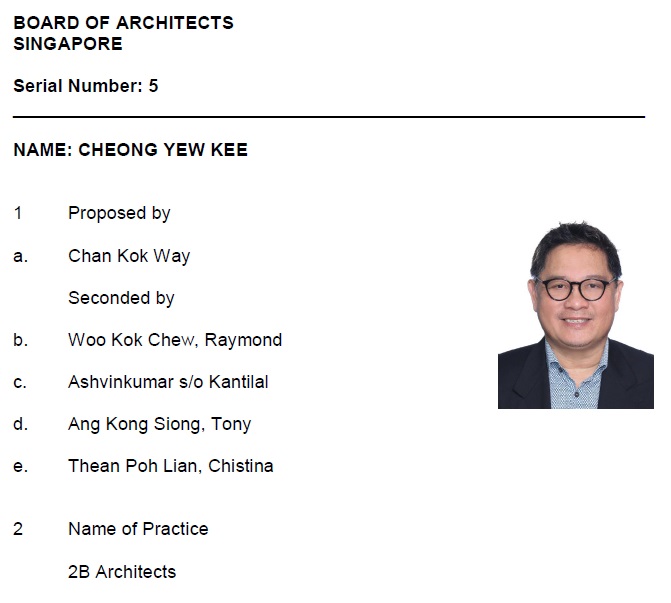 BOARD OF ARCHITECTS
SINGAPORE
Serial Number: 5
NAME: CHEONG YEW KEE
1 Proposed by
a. Chan Kok Way
Seconded by
b. Woo Kok Chew, Raymond
c. Ashvinkumar s/o Kantilal
d. Ang Kong Siong, Tony
e. Thean Poh Lian, Chistina
2 Name of Practice
2B Architects